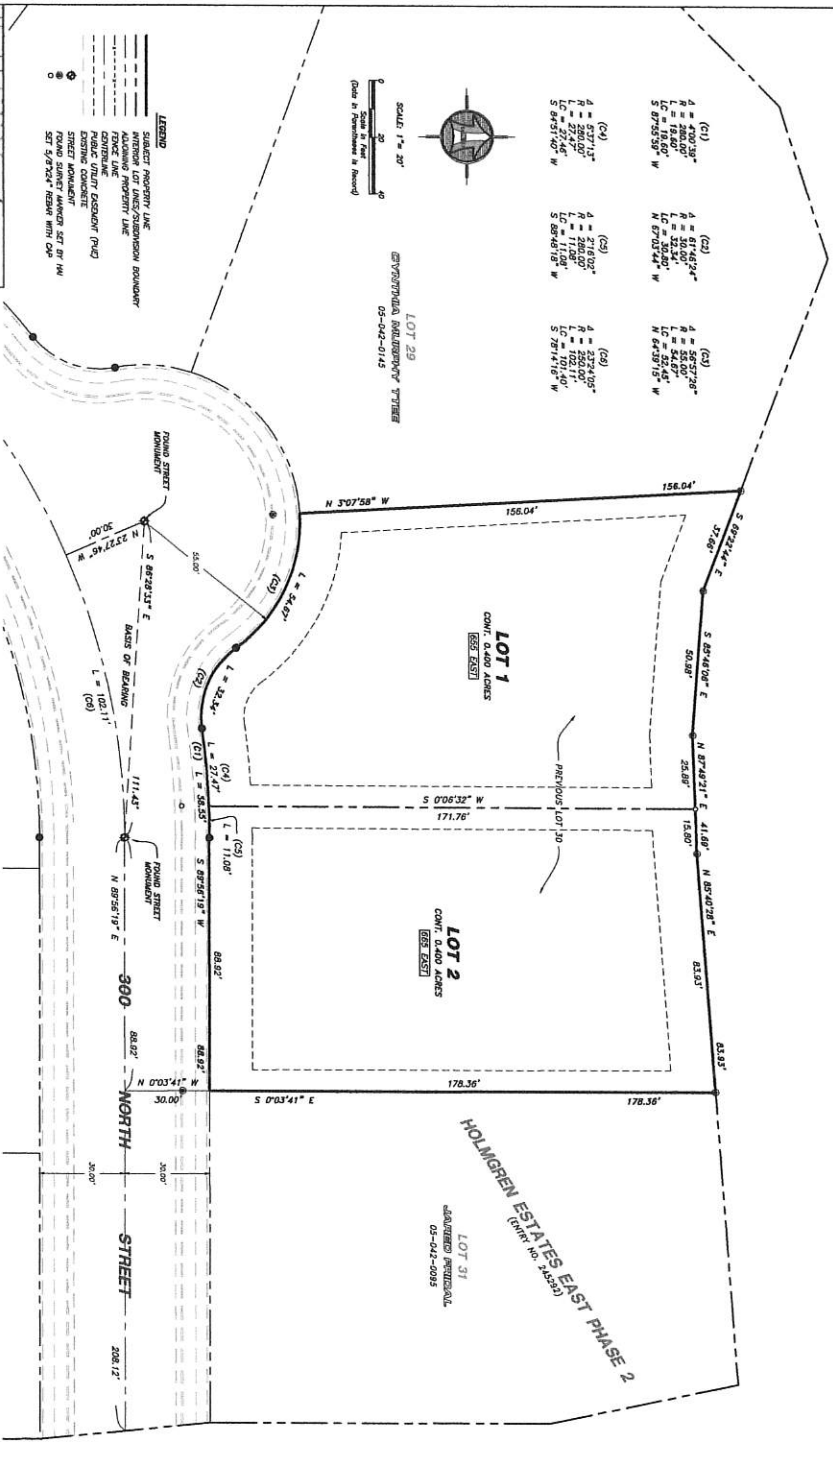 (C1)
Δ = 4°00'39"
R = 280.00'
L = 19.60'
LC = 19.60'
S 87°55'59" W
(C2)
Δ = 61°46'24"
R = 30.00'
L = 32.34'
LC = 30.80'
N 67°03'44" W
(C3)
Δ = 56°57'26"
R = 55.00'
L = 54.67'
LC = 52.45'
N 64°39'15" W
(C4)
Δ = 5°37'13"
R = 280.00'
L = 27.47'
LC = 27.46'
S 84°51'40" W
(C5)
Δ = 2°16'02"
R = 280.00'
L = 11.08'
LC = 11.08'
S 88°48'18" W
(C6)
Δ = 23°24'05"
R = 250.00'
L = 102.11'
LC = 101.40'
S 78°14'16" W
SCALE: 1"= 20'
0 20 40
Scale in Feet
(Data in Parentheses is Record)
LOT 29
05-042-0145
LEGEND
SUBJECT PROPERTY LINE
INTERIOR LOT LINES/SUBDIVISION BOUNDARY
ADJOINING PROPERTY LINE
FENCE LINE
CENTERLINE
PUBLIC UTILITY EASEMENT (PUE)
EXISTING CONCRETE
STREET MONUMENT
FOUND SURVEY MARKER SET BY HAI
SET 5/8"X24" REBAR WITH CAP
N 3°07'58" W
156.04'
156.04'
S 69°22'44" E
37.66'
S 85°48'06" E
50.98'
N 87°49'21" E
25.89'
41.69'
15.80'
N 85°40'28" E
83.93'
83.93'
LOT 1
CONT. 0.400 ACRES
655 EAST
PREVIOUS LOT 30
S 0°06'32" W
171.76'
LOT 2
CONT. 0.400 ACRES
665 EAST
178.36'
178.36'
S 0°03'41" E
N 0°03'41" W
30.00'
L = 54.67'
(C3)
L = 32.34'
(C2)
(C4)
L = 27.47'
(C1)
L = 38.55'
(C5)
L = 11.08'
S 89°56'19" W
88.92'
88.92'
FOUND STREET
MONUMENT
N 23°27'46" W
30.00'
55.00'
S 86°28'33" E
BASIS OF BEARING
111.43'
L = 102.11'
(C6)
FOUND STREET
MONUMENT
N 89°56'19" E
88.92'
208.12'
300 NORTH STREET
30.00'
30.00'
HOLMGREN ESTATES EAST PHASE 2
(ENTRY NO. 245292)
LOT 31
05-042-0095